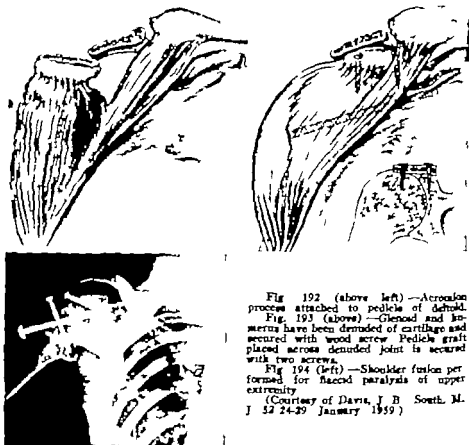 Fig 192 (above left) —Acromion
process attached to pedicle of deltoid.
Fig. 193 (above) —Glenoid and hu-
merus have been denuded of cartilage and
secured with wood screw Pedicle graft
placed across denuded joint is secured
with two screws.
Fig 194 (left) —Shoulder fusion per
formed for flaccid paralysis of upper
extremity
(Courtesy of Davis, J B South. M.
J 52 24-29 January 1959 )